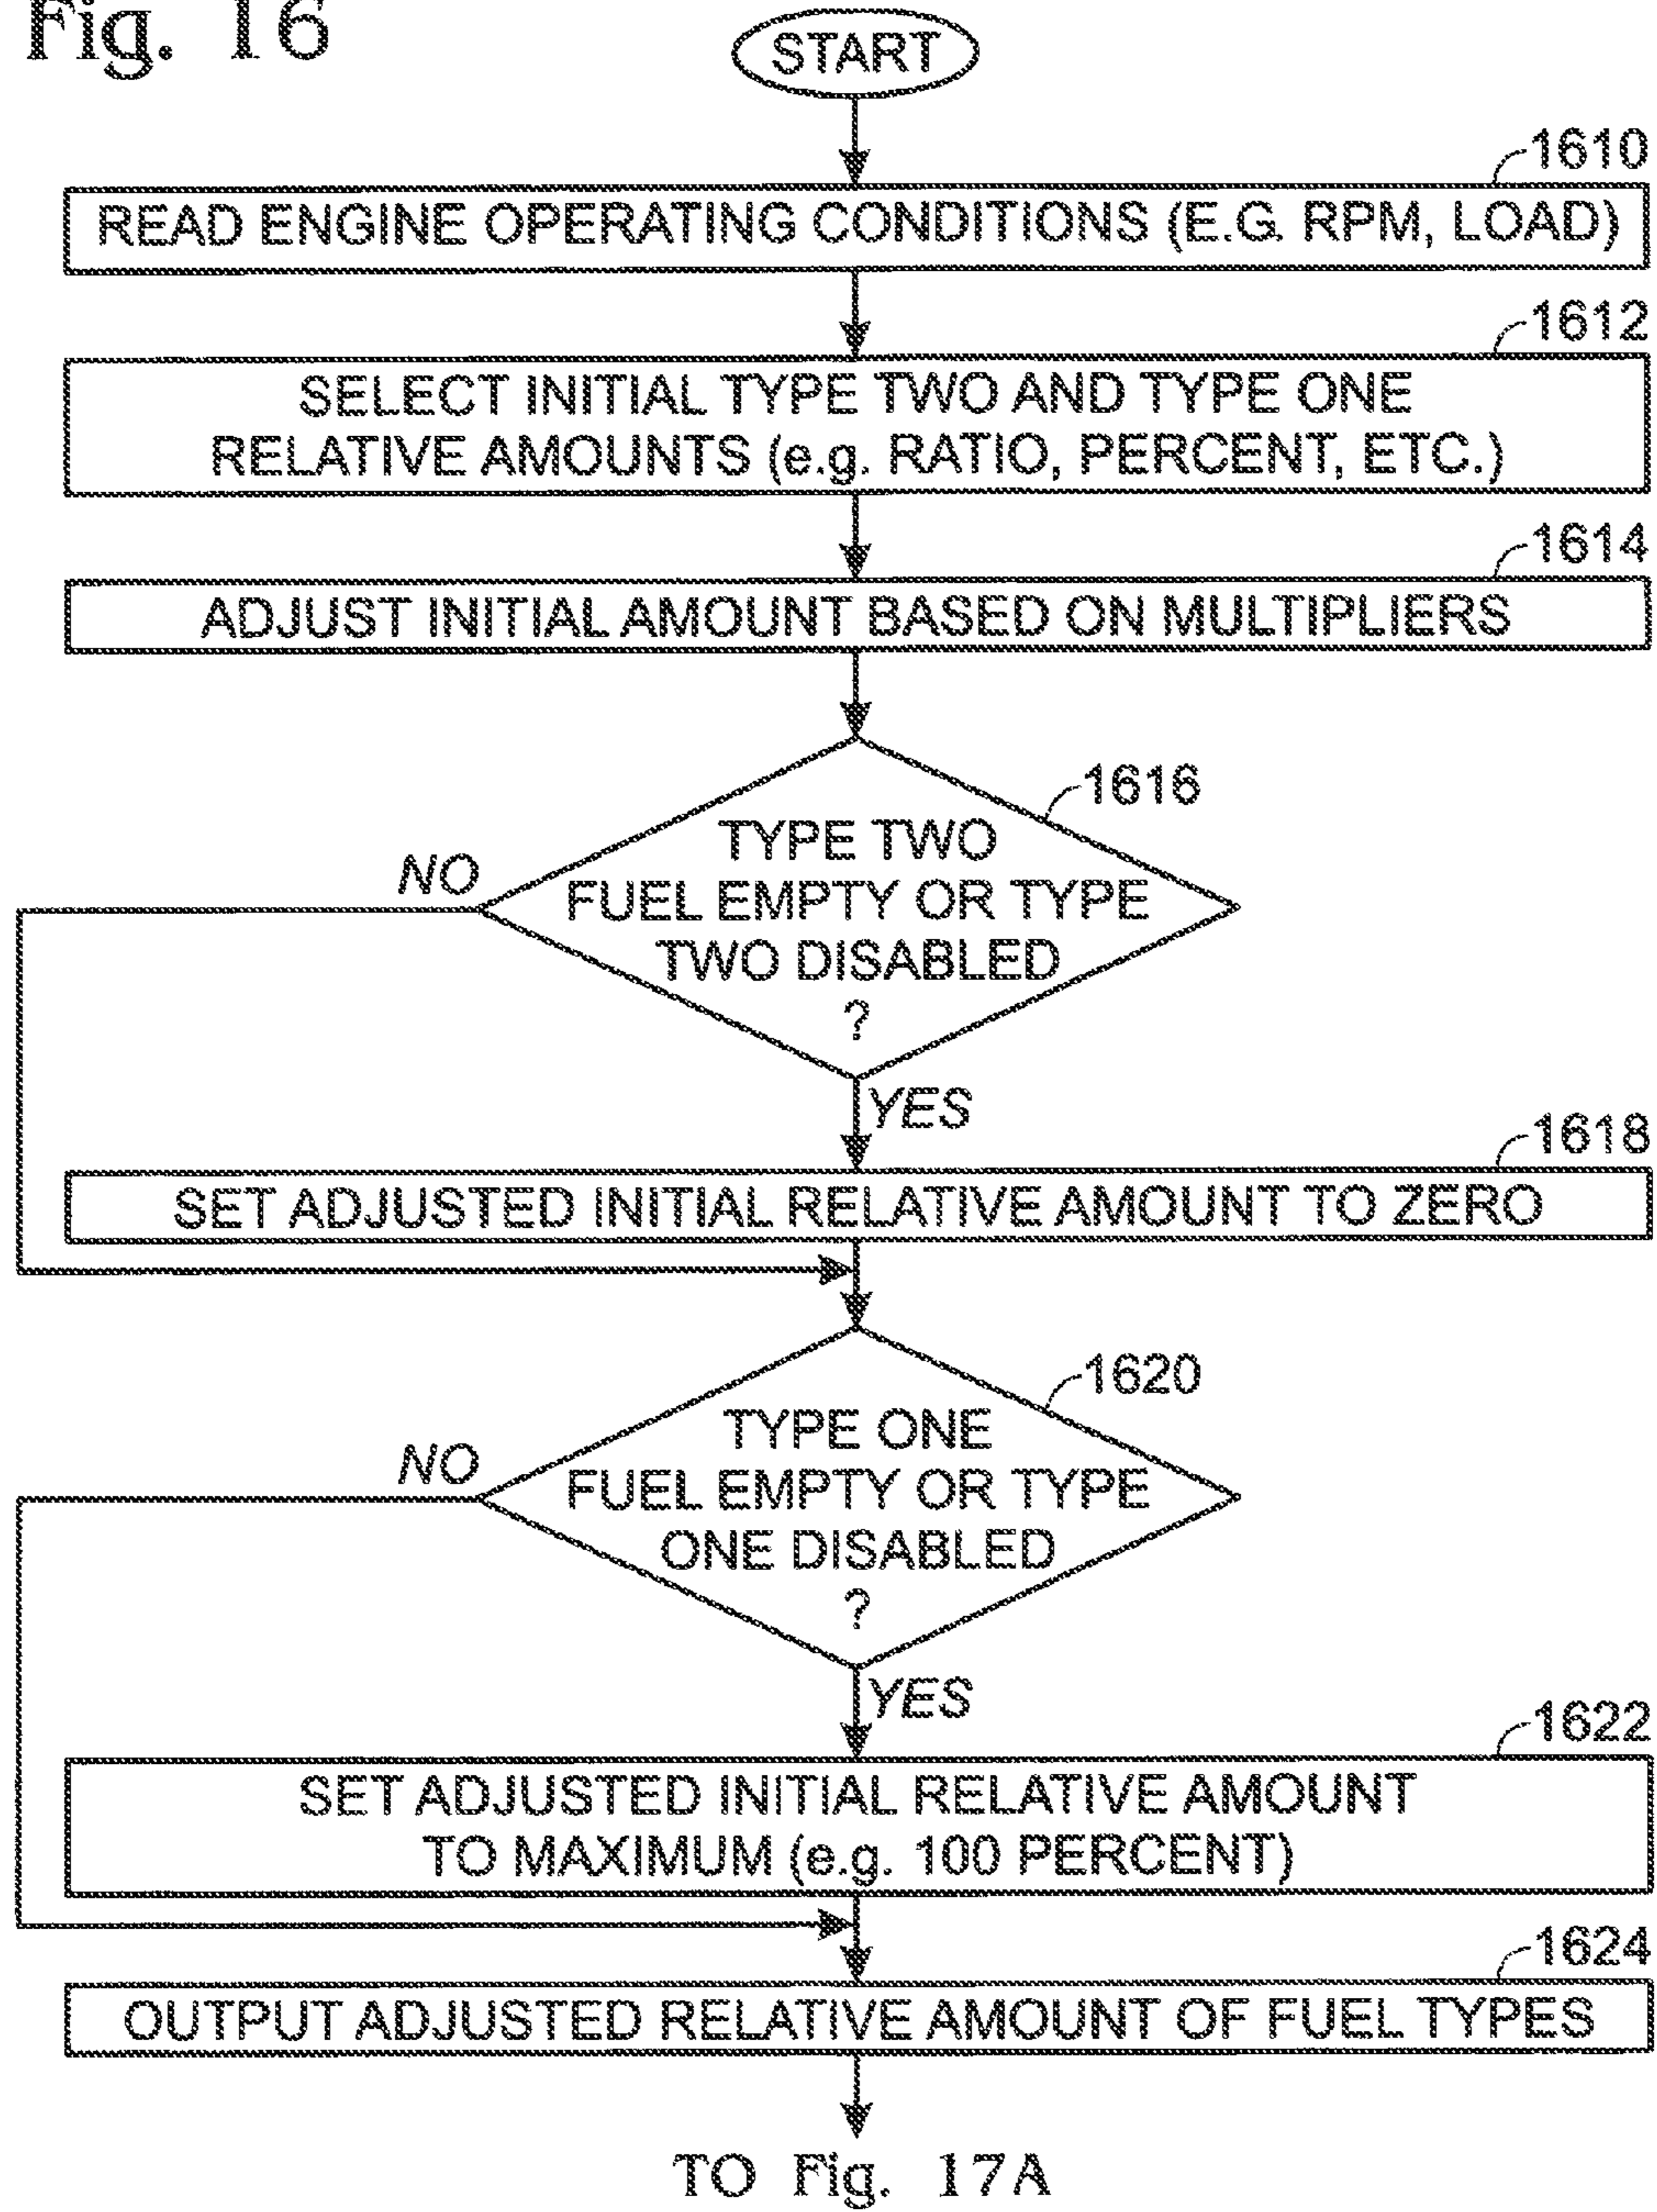 Fig. 16
START
1610
READ ENGINE OPERATING CONDITIONS (E.G. RPM, LOAD)
1612
SELECT INITIAL TYPE TWO AND TYPE ONE
RELATIVE AMOUNTS (e.g. RATIO, PERCENT, ETC.)
1614
ADJUST INITIAL AMOUNT BASED ON MULTIPLIERS
1616
TYPE TWO
FUEL EMPTY OR TYPE
TWO DISABLED
?
NO
YES
1618
SET ADJUSTED INITIAL RELATIVE AMOUNT TO ZERO
1620
TYPE ONE
FUEL EMPTY OR TYPE
ONE DISABLED
?
NO
YES
1622
SET ADJUSTED INITIAL RELATIVE AMOUNT
TO MAXIMUM (e.g. 100 PERCENT)
1624
OUTPUT ADJUSTED RELATIVE AMOUNT OF FUEL TYPES
TO Fig. 17A